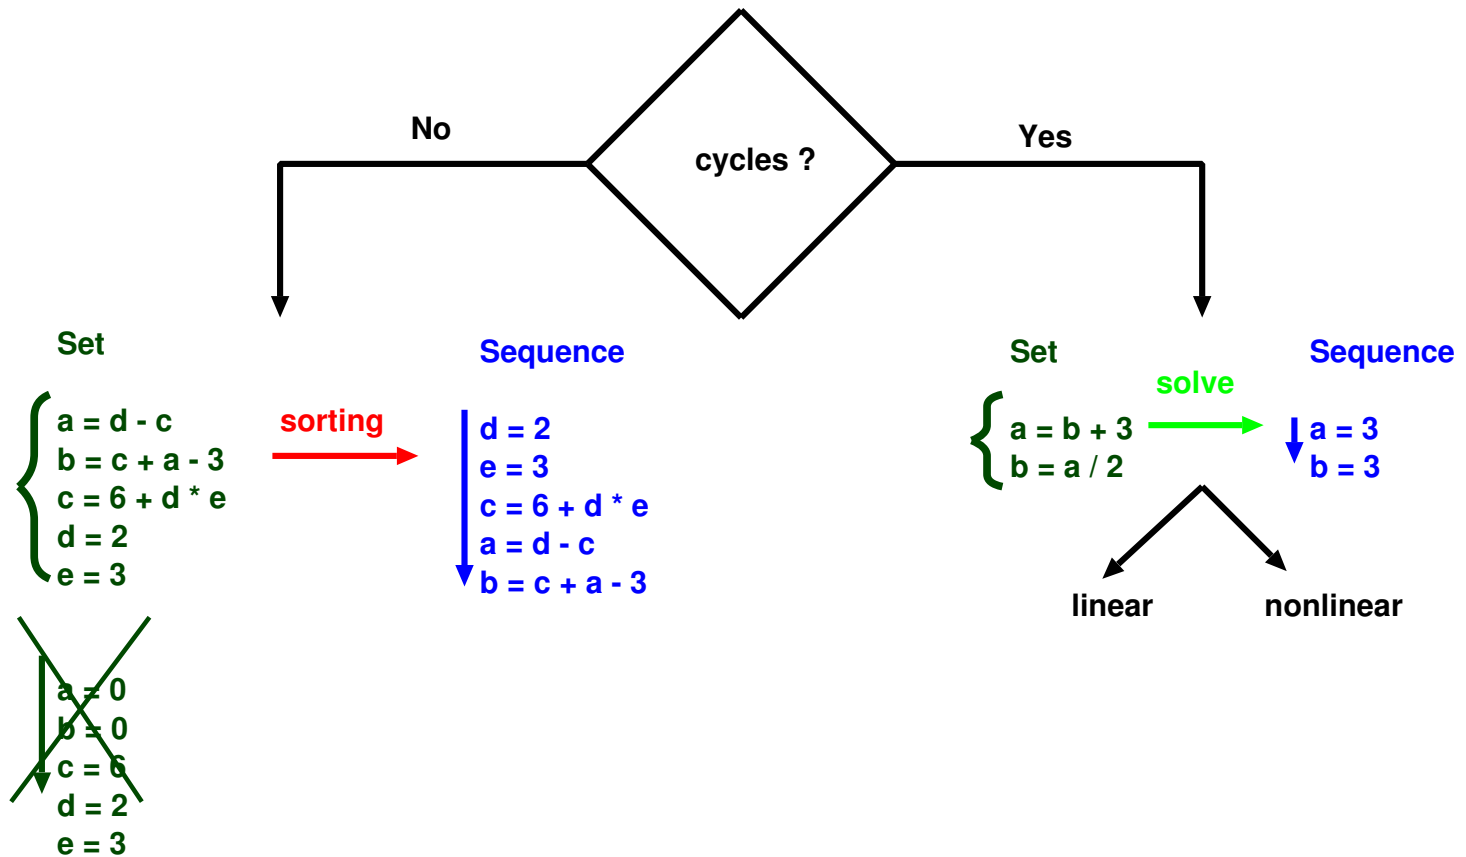 No
cycles ?
Yes
Set
a = d - c
b = c + a - 3
c = 6 + d * e
d = 2
e = 3
sorting
Sequence
d = 2
e = 3
c = 6 + d * e
a = d - c
b = c + a - 3
a = 0
b = 0
c = 6
d = 2
e = 3
Set
a = b + 3
b = a / 2
solve
Sequence
a = 3
b = 3
linear
nonlinear